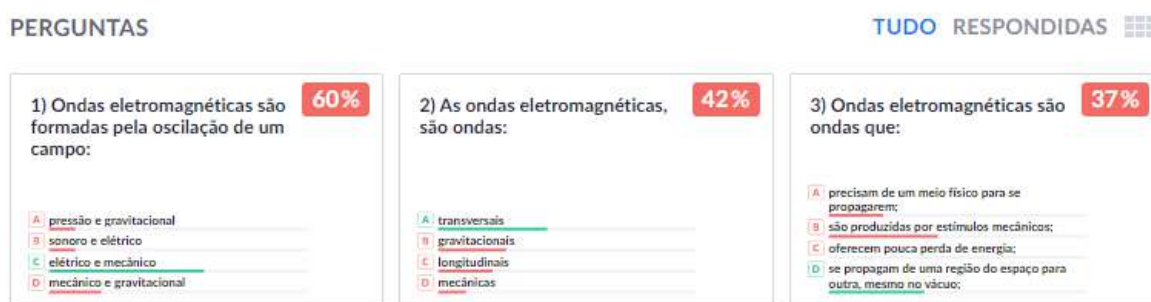 PERGUNTAS
TUDO RESPONDIDAS
1) Ondas eletromagnéticas são
formadas pela oscilação de um
campo:
60%
A pressão e gravitacional
B sonoro e elétrico
C elétrico e mecânico
D mecânico e gravitacional
2) As ondas eletromagnéticas,
são ondas:
42%
A transversais
B gravitacionais
C longitudinais
D mecânicas
3) Ondas eletromagnéticas são
ondas que:
37%
A precisam de um meio físico para se
propagarem;
B são produzidas por estímulos mecânicos;
C oferecem pouca perda de energia;
D se propagam de uma região do espaço para
outra, mesmo no vácuo;